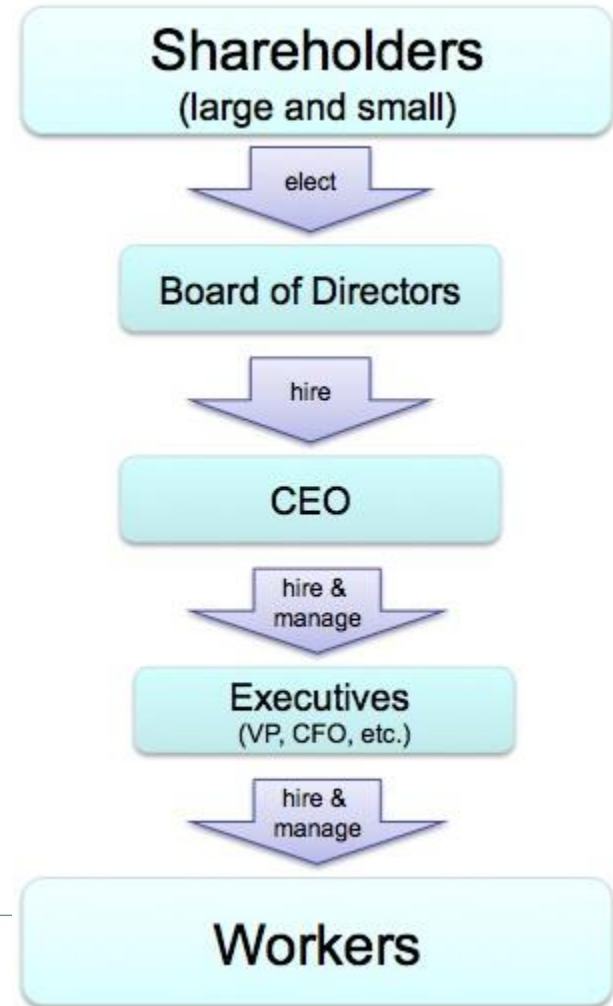 Shareholders
(large and small)
elect
Board of Directors
hire
CEO
hire &
manage
Executives
(VP, CFO, etc.)
hire &
manage
Workers